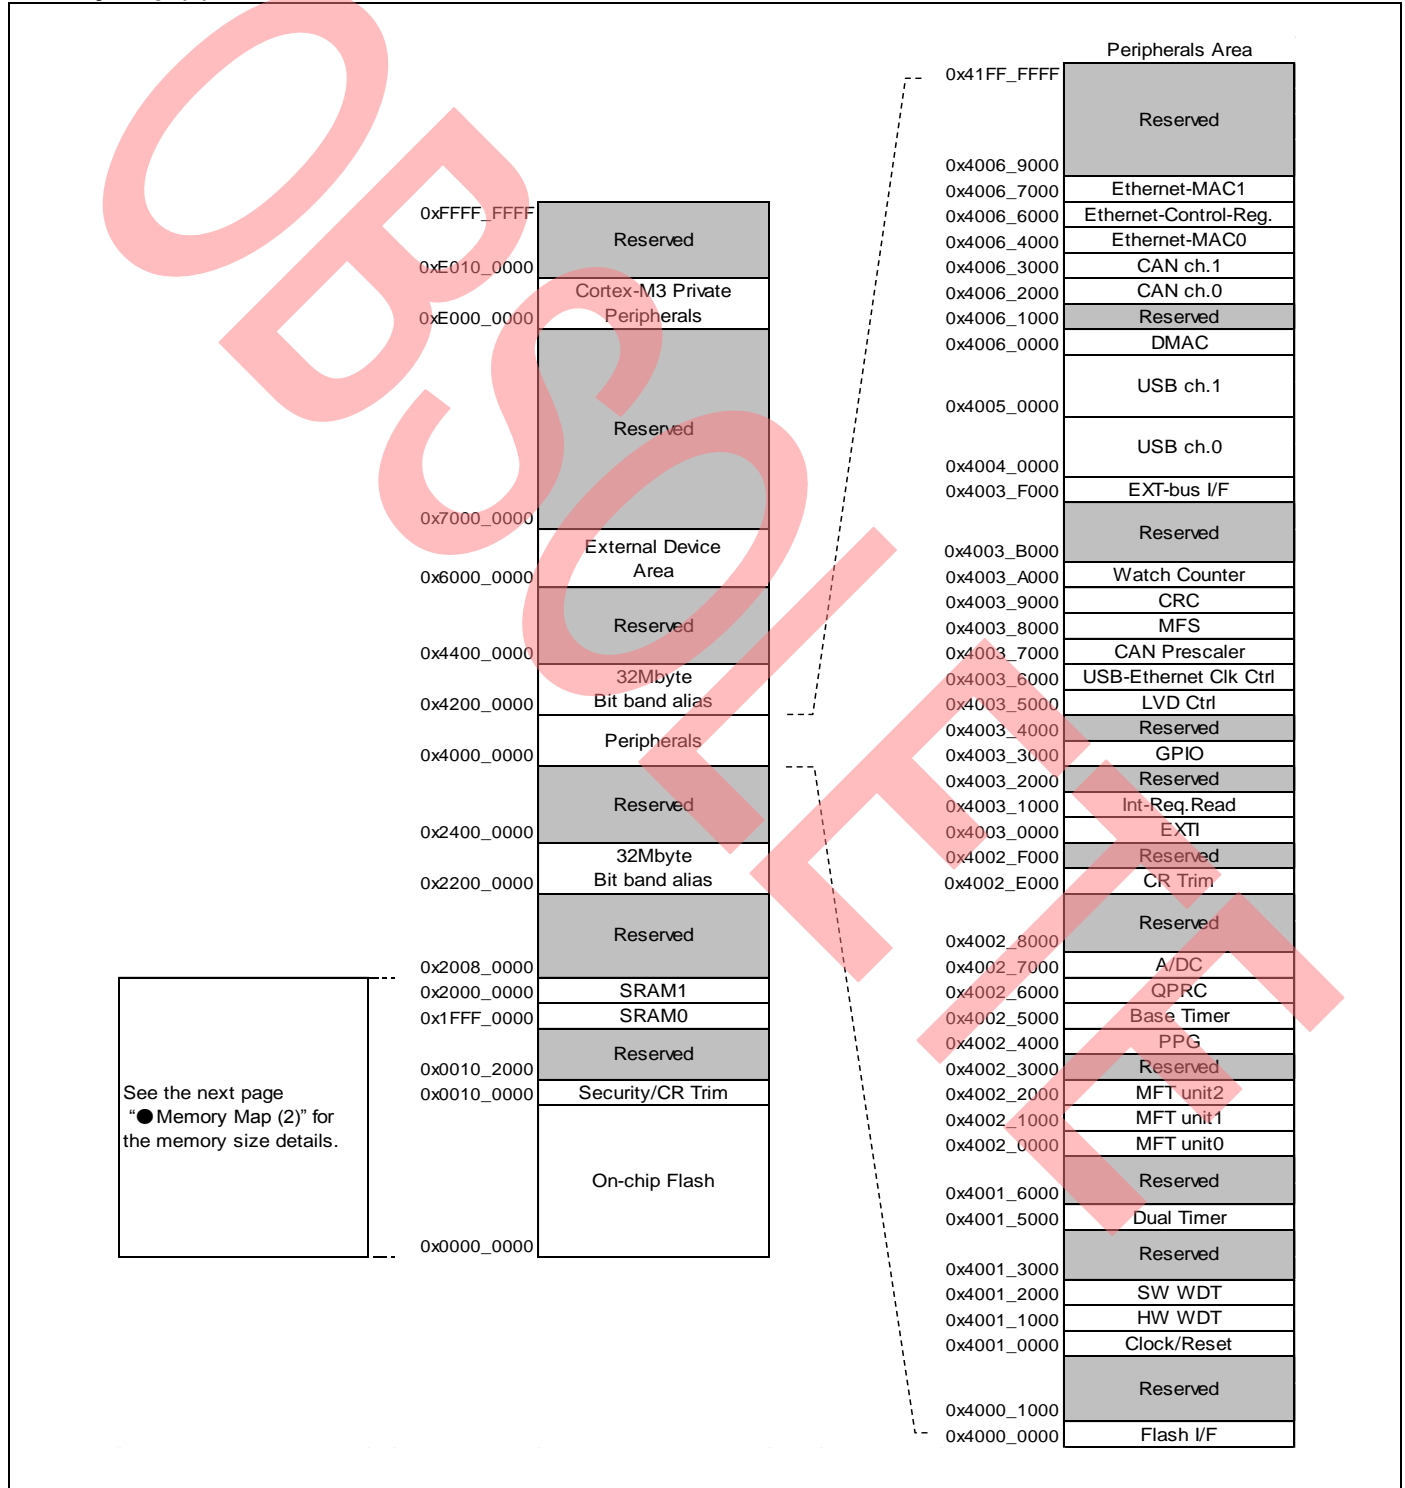 Peripherals Area
0x41FF_FFFF
Reserved
0x4006_9000
0x4006_7000 Ethernet-MAC1
0x4006_6000 Ethernet-Control-Reg.
0x4006_4000 Ethernet-MAC0
0x4006_3000 CAN ch.1
0x4006_2000 CAN ch.0
0x4006_1000 Reserved
0x4006_0000 DMAC
USB ch.1
0x4005_0000
USB ch.0
0x4004_0000
0x4003_F000 EXT-bus I/F
Reserved
0x4003_B000
0x4003_A000 Watch Counter
0x4003_9000 CRC
0x4003_8000 MFS
0x4003_7000 CAN Prescaler
0x4003_6000 USB-Ethernet Clk Ctrl
0x4003_5000 LVD Ctrl
0x4003_4000 Reserved
0x4003_3000 GPIO
0x4003_2000 Reserved
0x4003_1000 Int-Req.Read
0x4003_0000 EXTI
0x4002_F000 Reserved
0x4002_E000 CR Trim
Reserved
0x4002_8000
0x4002_7000 A/DC
0x4002_6000 QPRC
0x4002_5000 Base Timer
0x4002_4000 PPG
0x4002_3000 Reserved
0x4002_2000 MFT unit2
0x4002_1000 MFT unit1
0x4002_0000 MFT unit0
Reserved
0x4001_6000
0x4001_5000 Dual Timer
Reserved
0x4001_3000
0x4001_2000 SW WDT
0x4001_1000 HW WDT
0x4001_0000 Clock/Reset
Reserved
0x4000_1000
0x4000_0000 Flash I/F
0xFFFF_FFFF
Reserved
0xE010_0000
Cortex-M3 Private
0xE000_0000 Peripherals
Reserved
0x7000_0000
External Device
0x6000_0000 Area
Reserved
0x4400_0000
32Mbyte
0x4200_0000 Bit band alias
Peripherals
0x4000_0000
Reserved
0x2400_0000
32Mbyte
0x2200_0000 Bit band alias
Reserved
0x2008_0000
0x2000_0000 SRAM1
0x1FFF_0000 SRAM0
Reserved
0x0010_2000
0x0010_0000 Security/CR Trim
On-chip Flash
0x0000_0000
See the next page
“●Memory Map (2)” for
the memory size details.
OBSOLETE